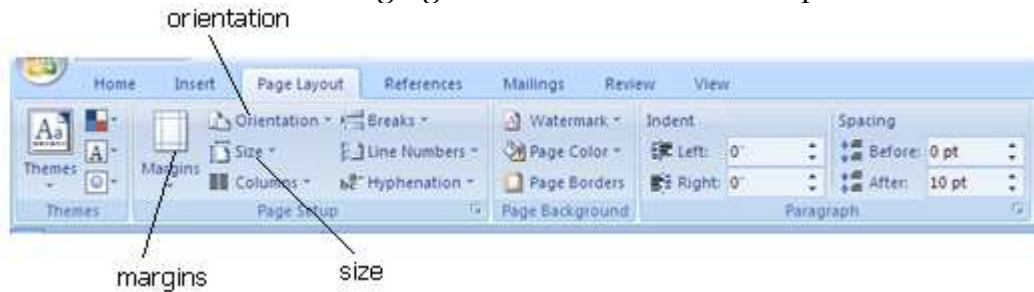 orientation
Home Insert Page Layout References Mailings Review View
Orientation Breaks Watermark Indent Spacing
Size Line Numbers Page Color Left: 0" Before: 0 pt
Themes Margins Columns Hyphenation Page Borders Right: 0" After: 10 pt
Themes Page Setup Page Background Paragraph
margins size